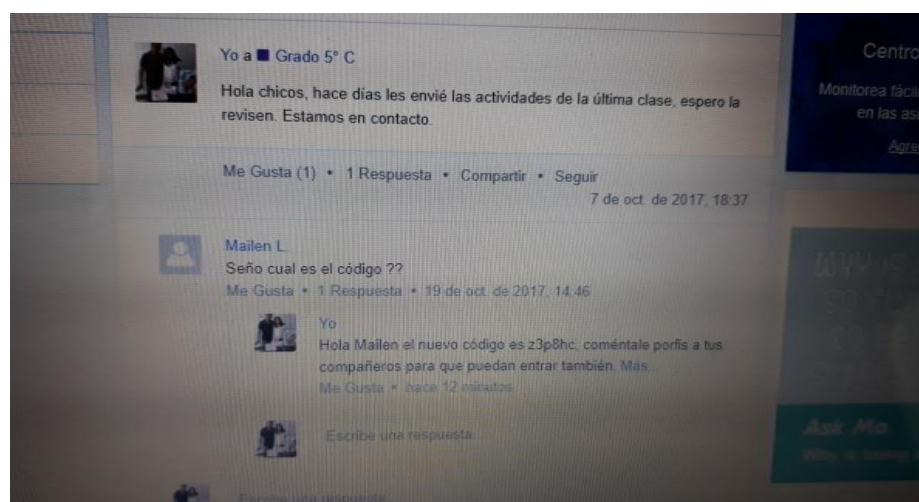 Yo a Grado 5° C
Hola chicos, hace días les envié las actividades de la última clase, espero la
revisen. Estamos en contacto.
Me Gusta (1) • 1 Respuesta • Compartir • Seguir
7 de oct. de 2017, 18:37
Mailen L.
Seño cual es el código ??
Me Gusta • 1 Respuesta • 19 de oct. de 2017, 14:46
Yo
Hola Mailen el nuevo código es z3p8hc, coméntale porfis a tus
compañeros para que puedan entrar también. Más...
Me Gusta • hace 12 minutos
Escribe una respuesta...
Escribe una respuesta...
Centro
Monitorea fácil
en las as
Agre
WHY IS
Ask Mo